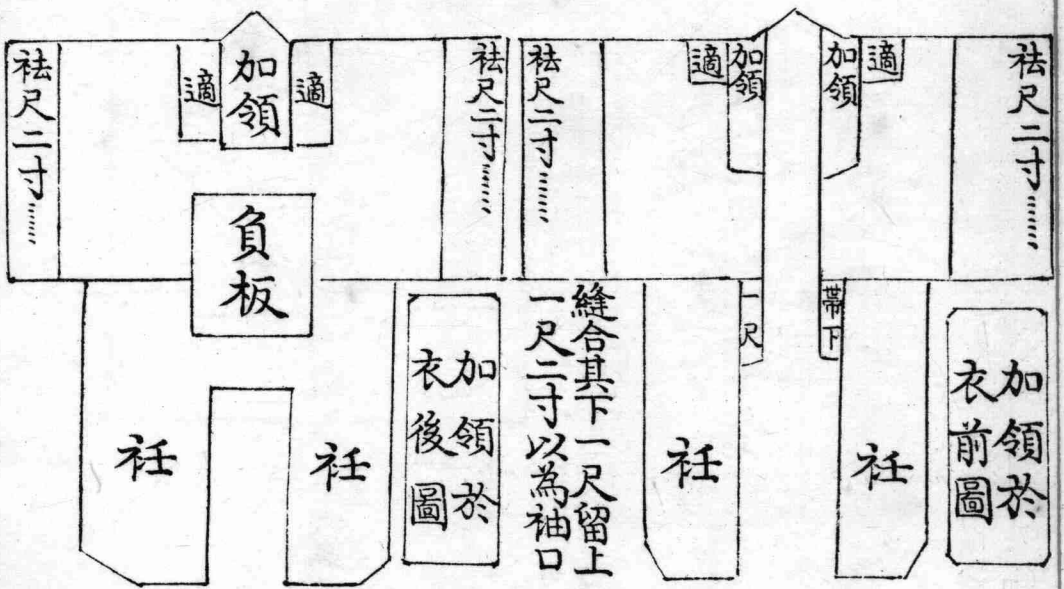 加領於
衣前圖
袪尺二寸
適
加領
加領
適
袪尺二寸
帶下
一尺
衽
衽
縫合其下一尺留上
一尺二寸以為袖口
加領於
衣後圖
袪尺二寸
適
加領
適
袪尺二寸
負板
衽
衽